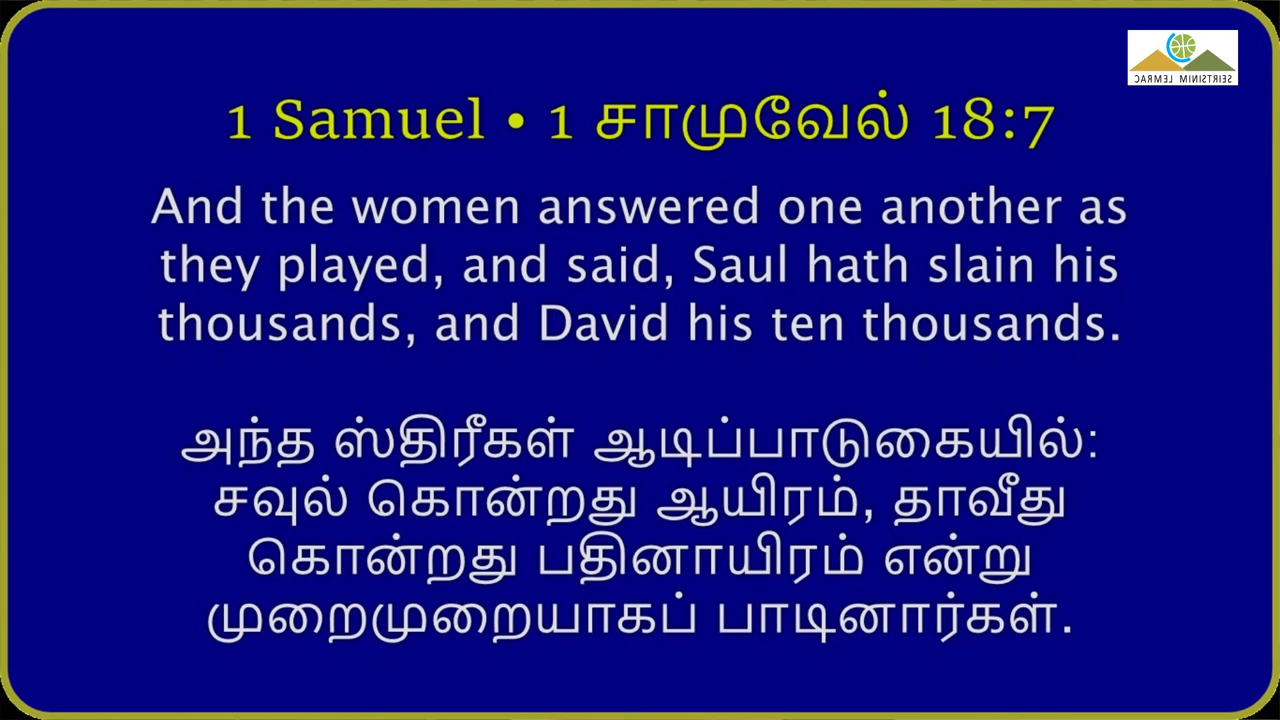 CARMEL MINISTRIES
1 Samuel • 1 சாமுவேல் 18:7
And the women answered one another as
they played, and said, Saul hath slain his
thousands, and David his ten thousands.
அந்த ஸ்திரீகள் ஆடிப்பாடுகையில்:
சவுல் கொன்றது ஆயிரம், தாவீது
கொன்றது பதினாயிரம் என்று
முறைமுறையாகப் பாடினார்கள்.